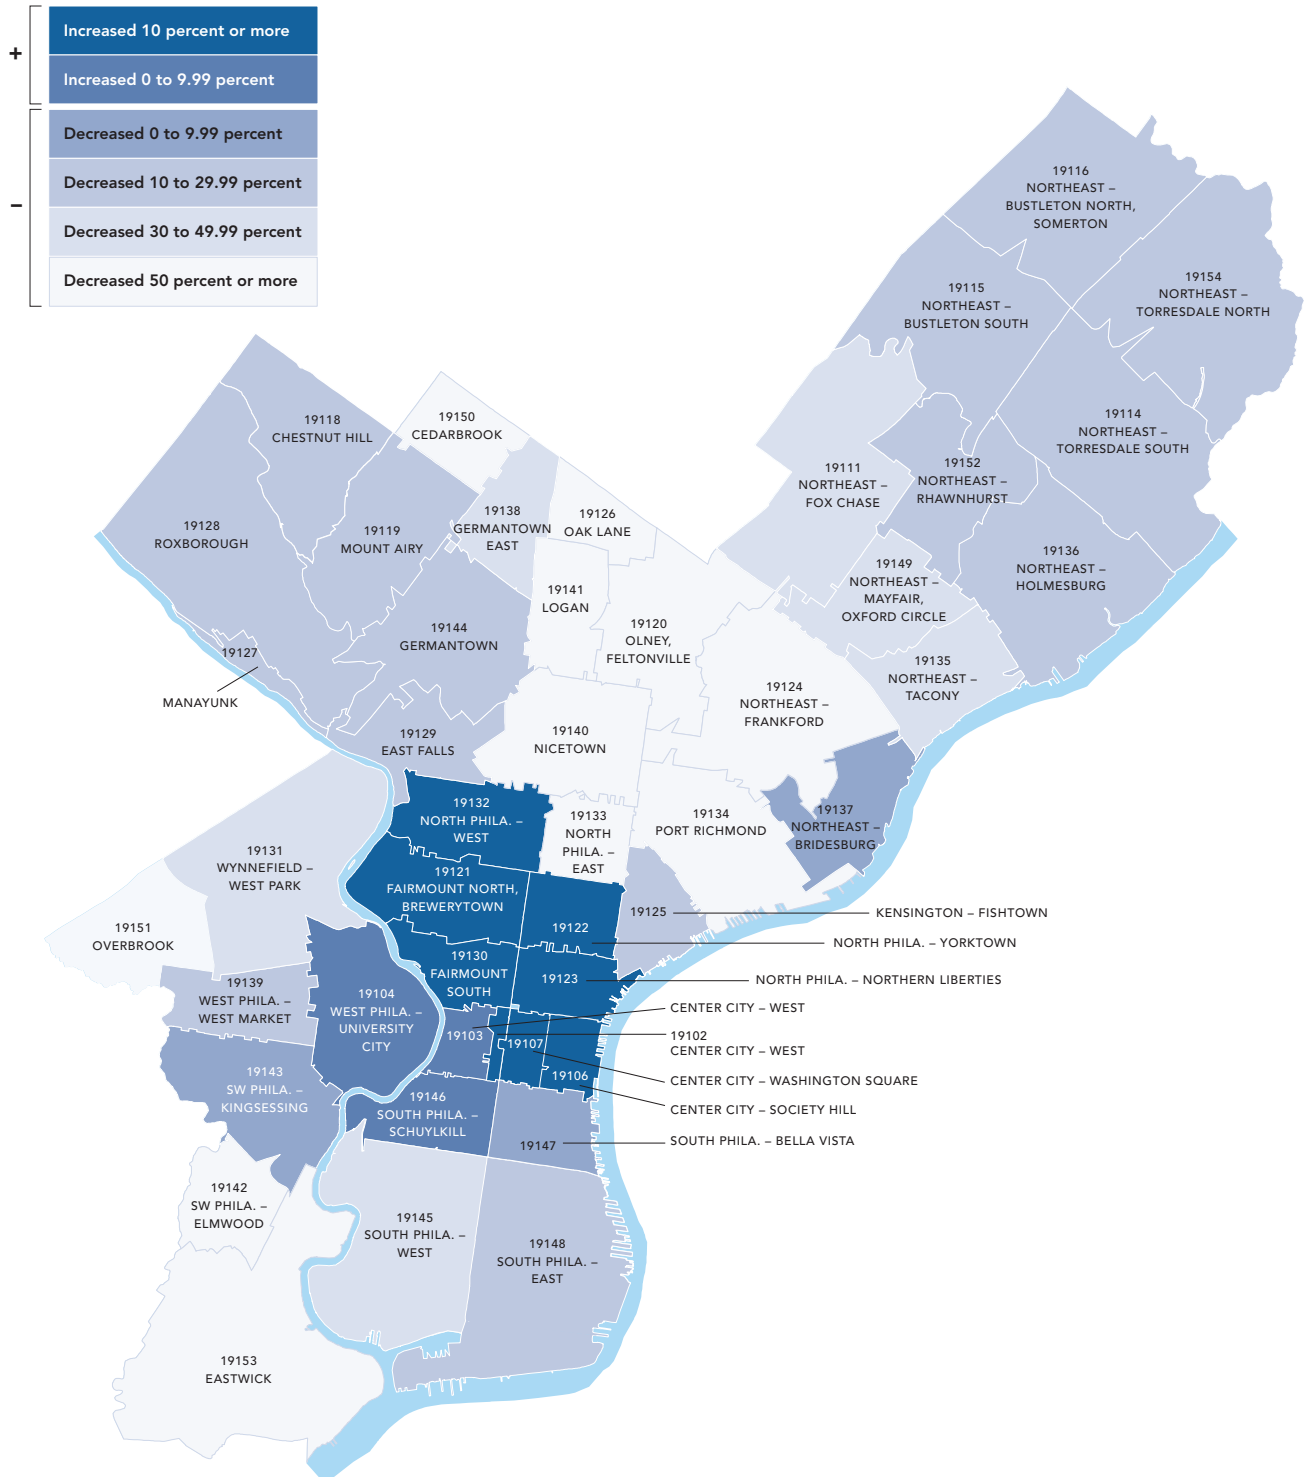 +
Increased 10 percent or more
Increased 0 to 9.99 percent
–
Decreased 0 to 9.99 percent
Decreased 10 to 29.99 percent
Decreased 30 to 49.99 percent
Decreased 50 percent or more
19116
NORTHEAST –
BUSTLETON NORTH,
SOMERTON
19154
NORTHEAST –
TORRESDALE NORTH
19115
NORTHEAST –
BUSTLETON SOUTH
19118
CHESTNUT HILL
19150
CEDARBROOK
19114
NORTHEAST –
TORRESDALE SOUTH
19111
NORTHEAST –
FOX CHASE
19152
NORTHEAST –
RHAWNHURST
19128
ROXBOROUGH
19119
MOUNT AIRY
19138
GERMANTOWN
EAST
19126
OAK LANE
19136
NORTHEAST –
HOLMESBURG
19149
NORTHEAST –
MAYFAIR,
OXFORD CIRCLE
19141
LOGAN
19144
GERMANTOWN
19120
OLNEY,
FELTONVILLE
19127
MANAYUNK
19135
NORTHEAST –
TACONY
19124
NORTHEAST –
FRANKFORD
19129
EAST FALLS
19140
NICETOWN
19132
NORTH PHILA. –
WEST
19133
NORTH
PHILA. –
EAST
19134
PORT RICHMOND
19137
NORTHEAST –
BRIDESBURG
19131
WYNNEFIELD –
WEST PARK
19121
FAIRMOUNT NORTH,
BREWERYTOWN
19151
OVERBROOK
19125
KENSINGTON – FISHTOWN
19122
NORTH PHILA. – YORKTOWN
19130
FAIRMOUNT
SOUTH
19123
NORTH PHILA. – NORTHERN LIBERTIES
19139
WEST PHILA. –
WEST MARKET
19104
WEST PHILA. –
UNIVERSITY
CITY
19103
CENTER CITY – WEST
19102
CENTER CITY – WEST
19107
CENTER CITY – WASHINGTON SQUARE
19106
CENTER CITY – SOCIETY HILL
19143
SW PHILA. –
KINGSESSING
19146
SOUTH PHILA. –
SCHUYLKILL
19147
SOUTH PHILA. – BELLA VISTA
19142
SW PHILA. –
ELMWOOD
19145
SOUTH PHILA. –
WEST
19148
SOUTH PHILA. –
EAST
19153
EASTWICK